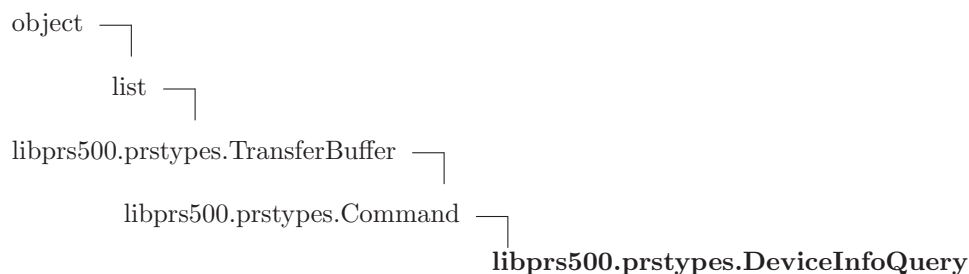 object
list
libprs500.prstypes.TransferBuffer
libprs500.prstypes.Command
libprs500.prstypes.DeviceInfoQuery